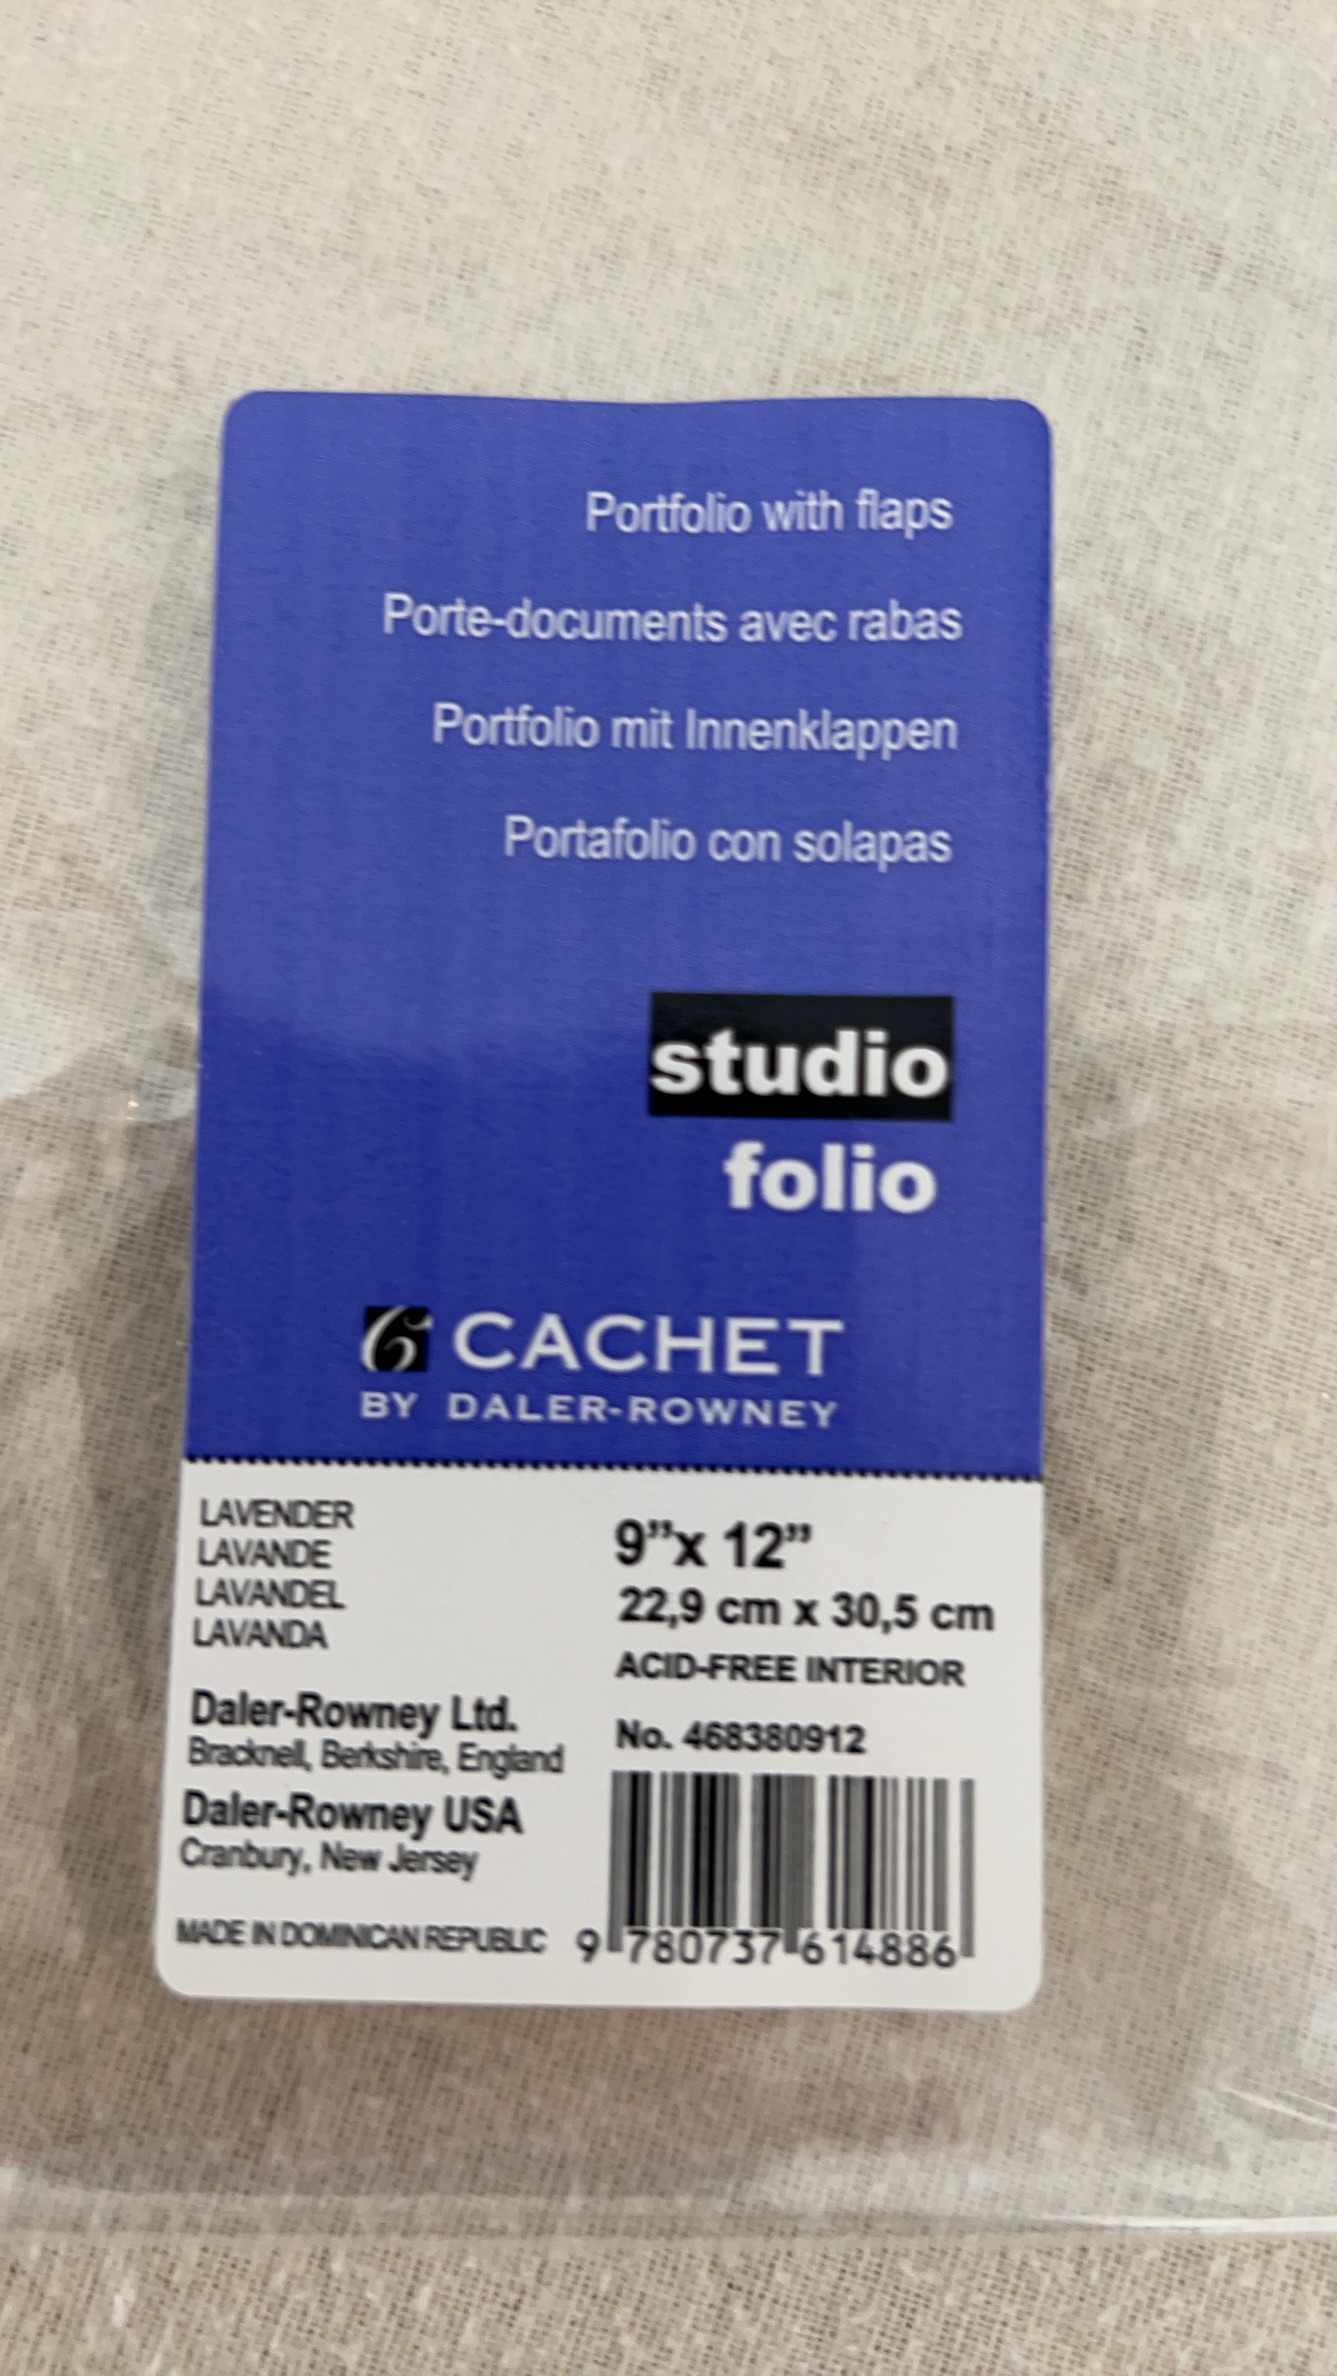 Portfolio with flaps
Porte-documents avec rabas
Portfolio mit Innenklappen
Portafolio con solapas
studio
folio
CACHET
BY DALER-ROWNEY
LAVENDER
LAVANDE
LAVANDEL
LAVANDA
9”x 12”
22,9 cm x 30,5 cm
ACID-FREE INTERIOR
Daler-Rowney Ltd.
Bracknell, Berkshire, England
Daler-Rowney USA
Cranbury, New Jersey
MADE IN DOMINICAN REPUBLIC
No. 468380912
9 780737 614886